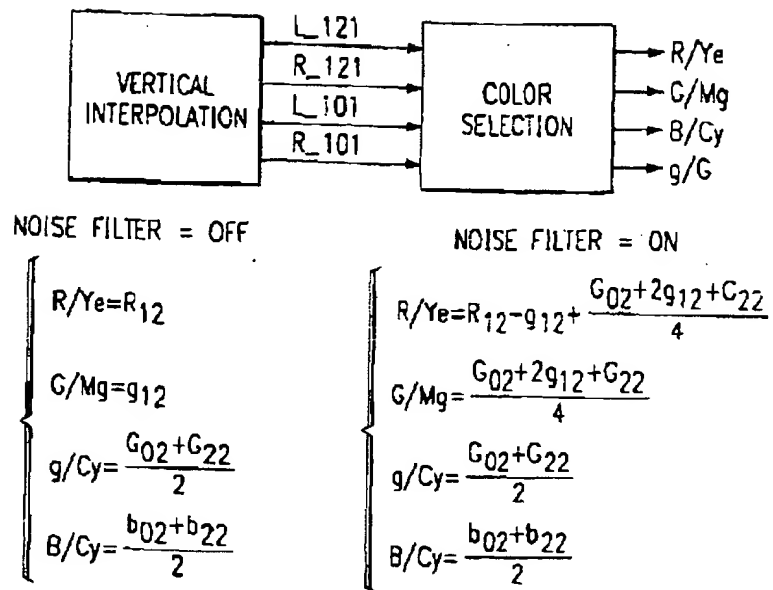 L_121
R_121
L_101
R_101
VERTICAL
INTERPOLATION
COLOR
SELECTION
R/Ye
G/Mg
B/Cy
g/G
NOISE FILTER = OFF
R/Ye=R12
G/Mg=g12
g/Cy=G02+G22/2
B/Cy=b02+b22/2
NOISE FILTER = ON
R/Ye=R12-g12+G02+2g12+G22/4
G/Mg=G02+2g12+G22/4
g/Cy=G02+G22/2
B/Cy=b02+b22/2